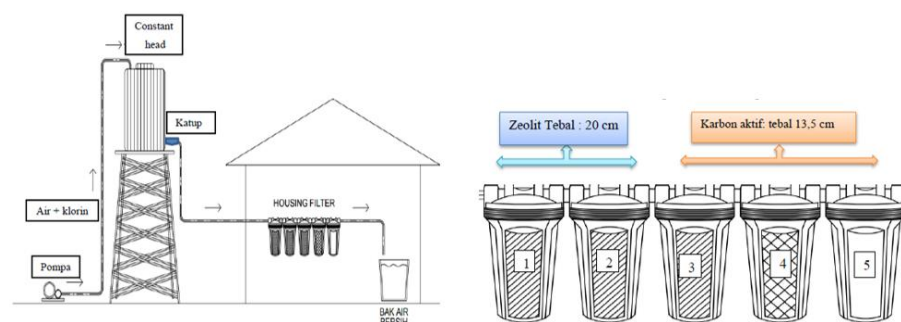 Constant
head
Katup
Air + klorin
Pompa
HOUSING FILTER
BAK AIR
BERSIH
Zeolit Tebal : 20 cm
Karbon aktif: tebal 13,5 cm
1
2
3
4
5